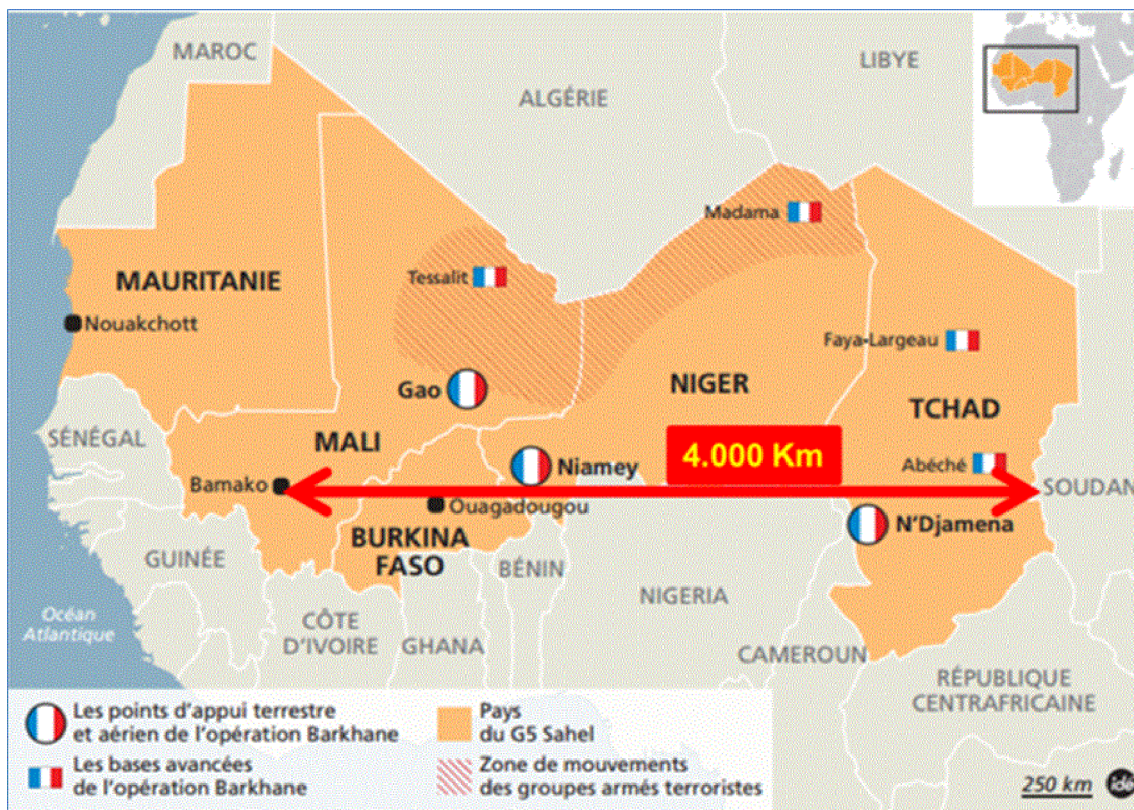 MAROC
LIBYE
ALGÉRIE
Madama
MAURITANIE
Tessalit
Nouakchott
Faya-Largeau
Gao
NIGER
TCHAD
SÉNÉGAL
MALI
4.000 Km
Niamey
Abéché
Bamako
SOUDAN
Ouagadougou
N'Djamena
BURKINA
FASO
GUINÉE
BÉNIN
NIGERIA
Océan
Atlantique
CÔTE
D'IVOIRE
GHANA
CAMEROUN
RÉPUBLIQUE
CENTRAFRICAINE
Les points d'appui terrestre
et aérien de l'opération Barkhane
Pays
du G5 Sahel
Les bases avancées
de l'opération Barkhane
Zone de mouvements
des groupes armés terroristes
250 km
idé